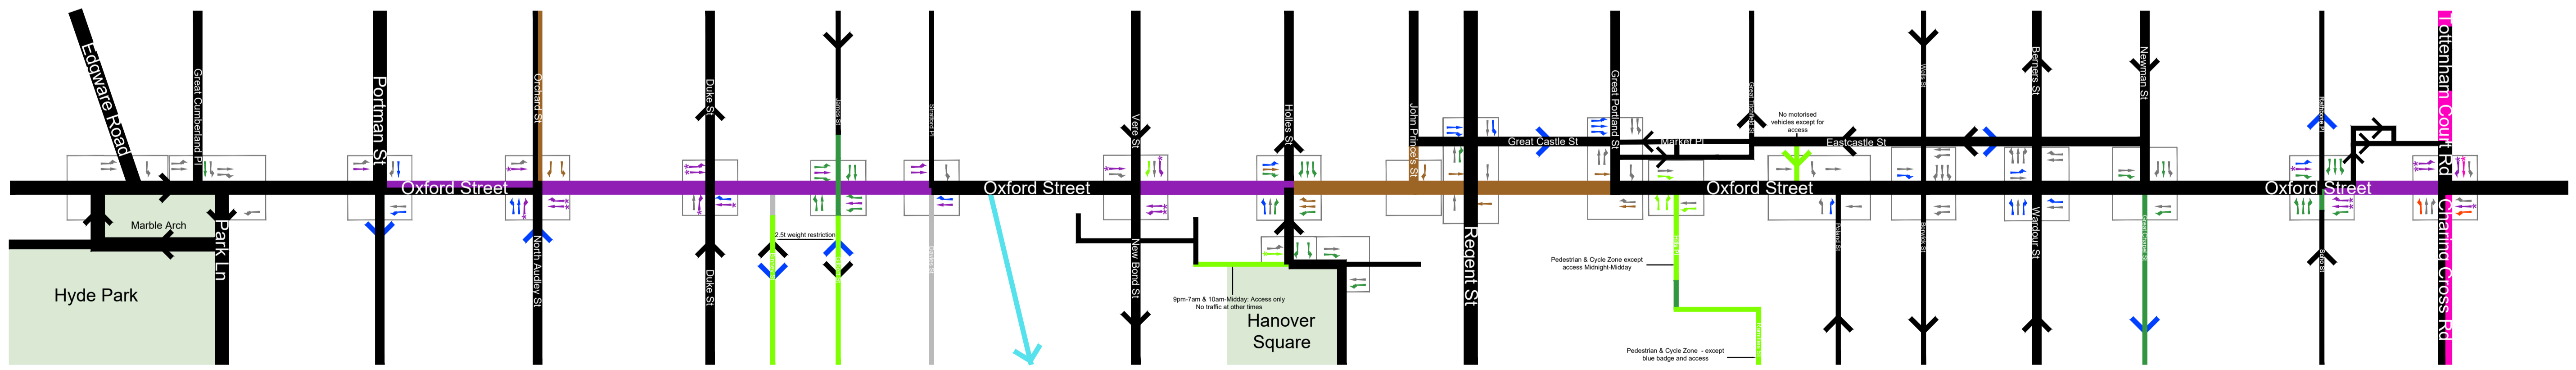 Edgware Road
Great Cumberland Pl
Portman St
Orchard St
Duke St
James St
Vere St
Holles St
John Prince's St
Great Portland St
No motorised
vehicles except for
access
Wells St
Berners St
Newman St
Tottenham Court Rd
Great Castle St
Market Pl
Eastcastle St
Oxford Street
Oxford Street
Oxford Street
Oxford Street
Marble Arch
Park Ln
North Audley St
Duke St
2.5t weight restriction
New Bond St
Regent St
Wardour St
Charing Cross Rd
Pedestrian & Cycle Zone except
access Midnight-Midday
9pm-7am & 10am-Midday: Access only
No traffic at other times
Hyde Park
Hanover
Square
Pedestrian & Cycle Zone - except
blue badge and access